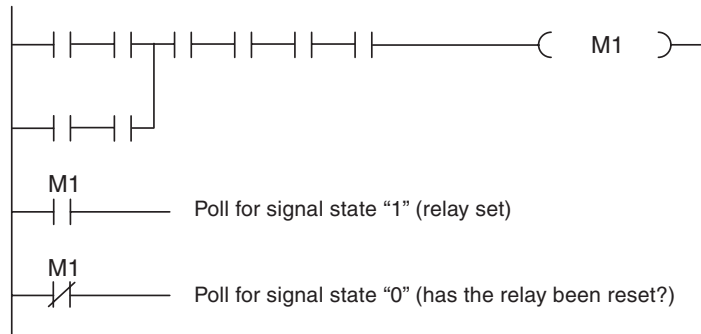 M1
M1
Poll for signal state “1” (relay set)
M1
Poll for signal state “0” (has the relay been reset?)